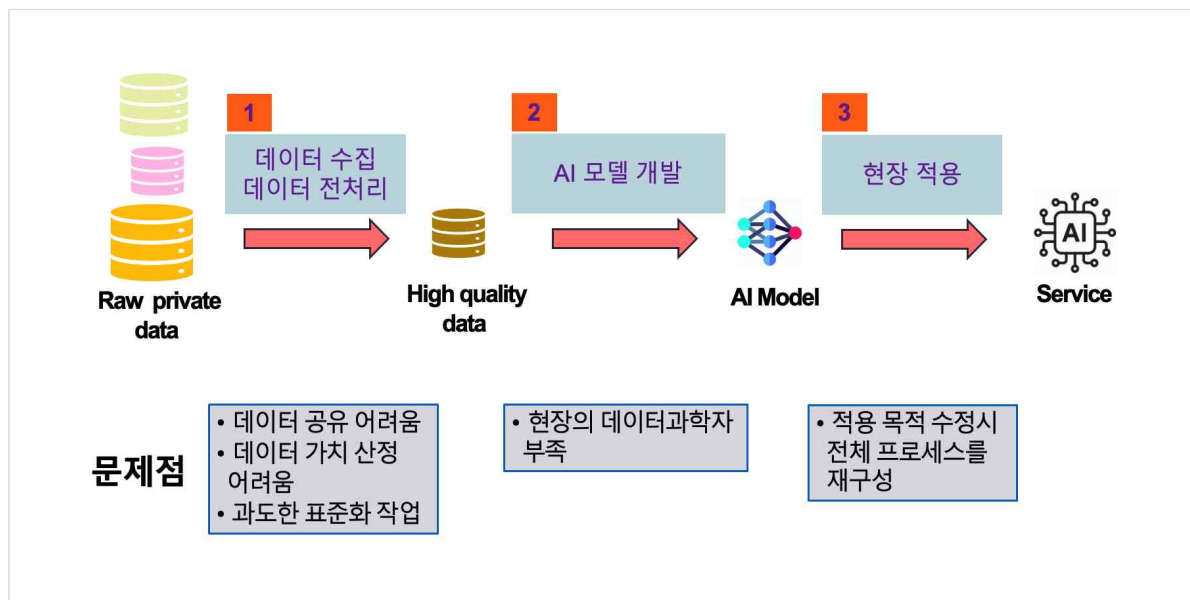 1
데이터 수집
데이터 전처리
2
AI 모델 개발
3
현장 적용
Raw private
data
High quality
data
AI Model
AI
Service
문제점
• 데이터 공유 어려움
• 데이터 가치 산정
어려움
• 과도한 표준화 작업
• 현장의 데이터과학자
부족
• 적용 목적 수정시
전체 프로세스를
재구성